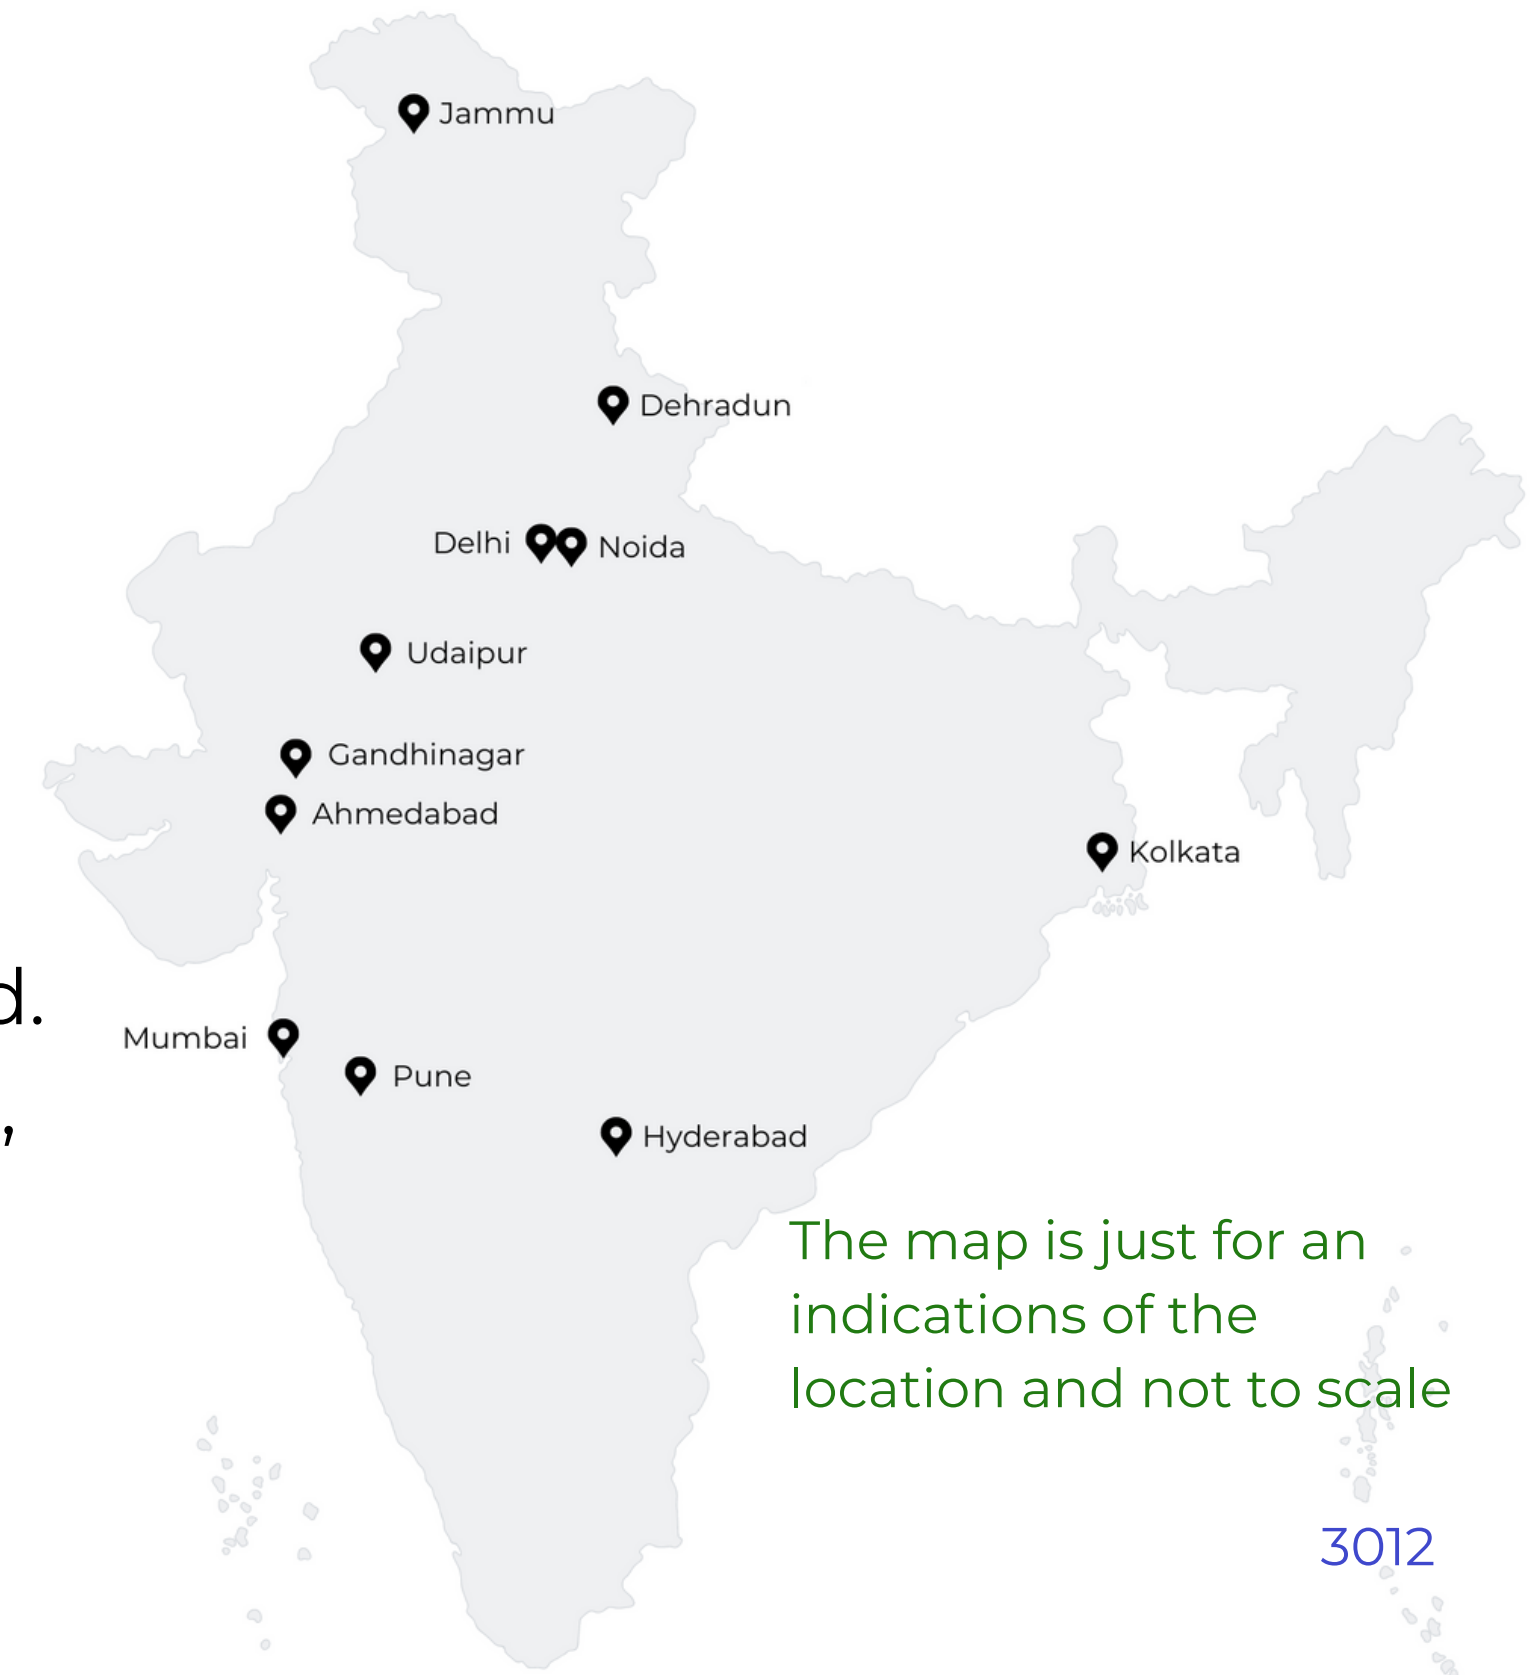 Jammu
Dehradun
Delhi
Noida
Udaipur
Gandhinagar
Ahmedabad
Kolkata
d.
Mumbai
Pune
,
Hyderabad
The map is just for an
indications of the
location and not to scale
3012